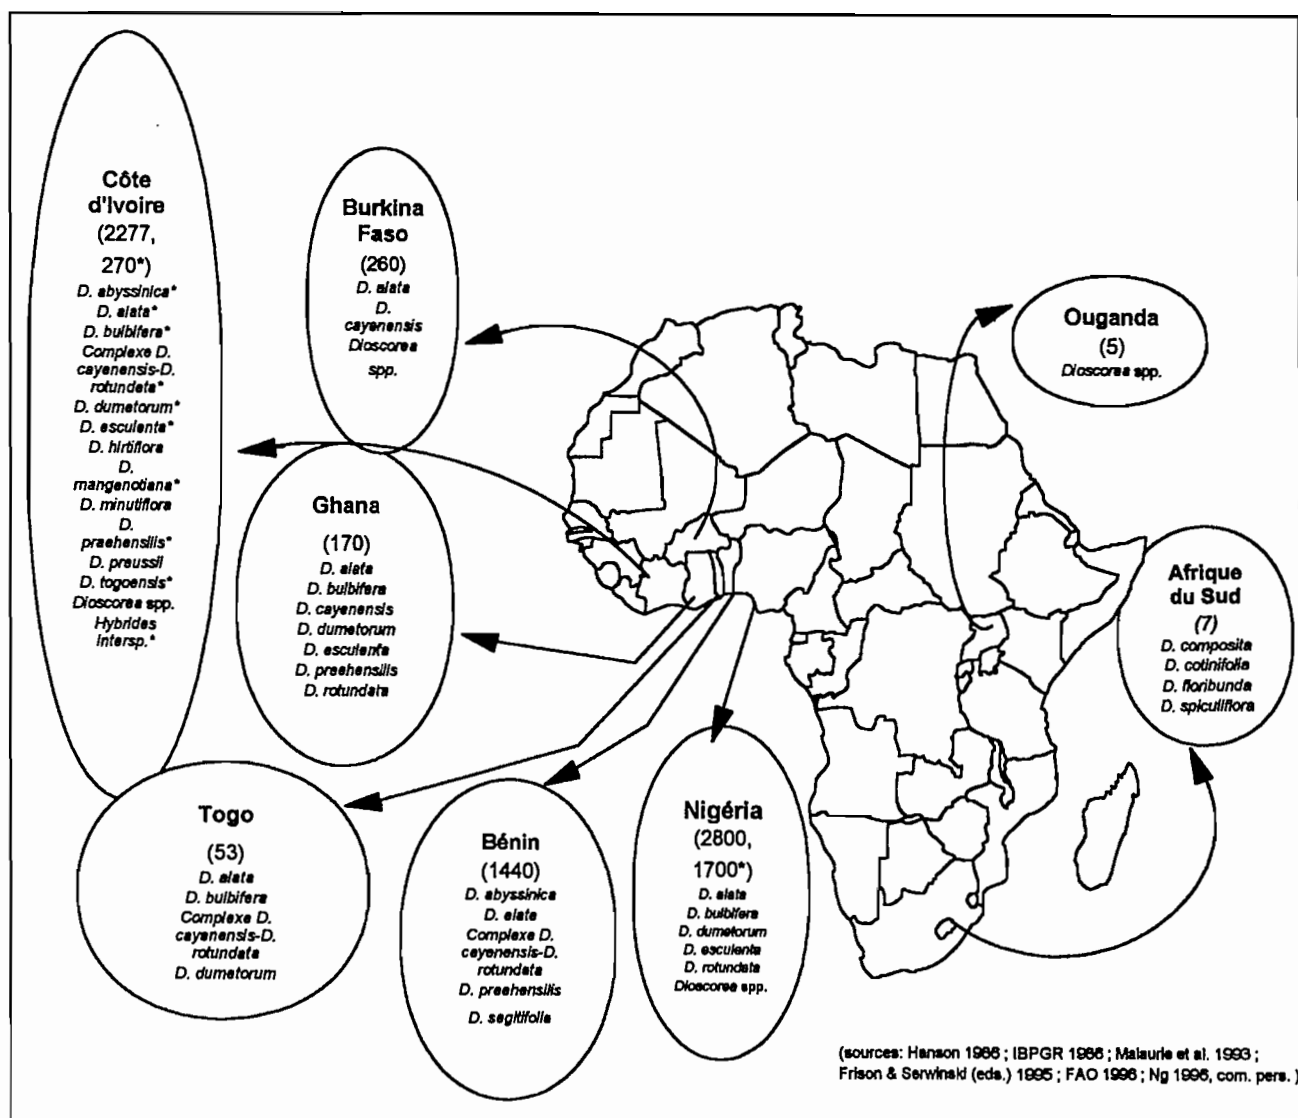 Côte
d'Ivoire
(2277,
270*)
D. abyssinica*
D. alata*
D. bulbifera*
Complexe D.
cayenensis-D.
rotundata*
D. dumetorum*
D. esculenta*
D. hirtiflora
D.
mangenotiana*
D. minutiflora
D.
praehensilis*
D. preussii
D. togoensis*
Dioscorea spp.
Hybrides
Intersp.*
Burkina
Faso
(260)
D. alata
D.
cayenensis
Dioscorea
spp.
Ghana
(170)
D. alata
D. bulbifera
D. cayenensis
D. dumetorum
D. esculenta
D. praehensilis
D. rotundata
Togo
(53)
D. alata
D. bulbifera
Complexe D.
cayenensis-D.
rotundata
D. dumetorum
Bénin
(1440)
D. abyssinica
D. alata
Complexe D.
cayenensis-D.
rotundata
D. praehensilis
D. sagittifolia
Nigéria
(2800,
1700*)
D. alata
D. bulbifera
D. dumetorum
D. esculenta
D. rotundata
Dioscorea spp.
Ouganda
(5)
Dioscorea spp.
Afrique
du Sud
(7)
D. composita
D. cotinifolia
D. floribunda
D. spiculiflora
(sources: Hanson 1986 ; IBPGR 1986 ; Malaurie et al. 1993 ;
Frison & Serwinski (eds.) 1995 ; FAO 1996 ; Ng 1996, com. pers. )